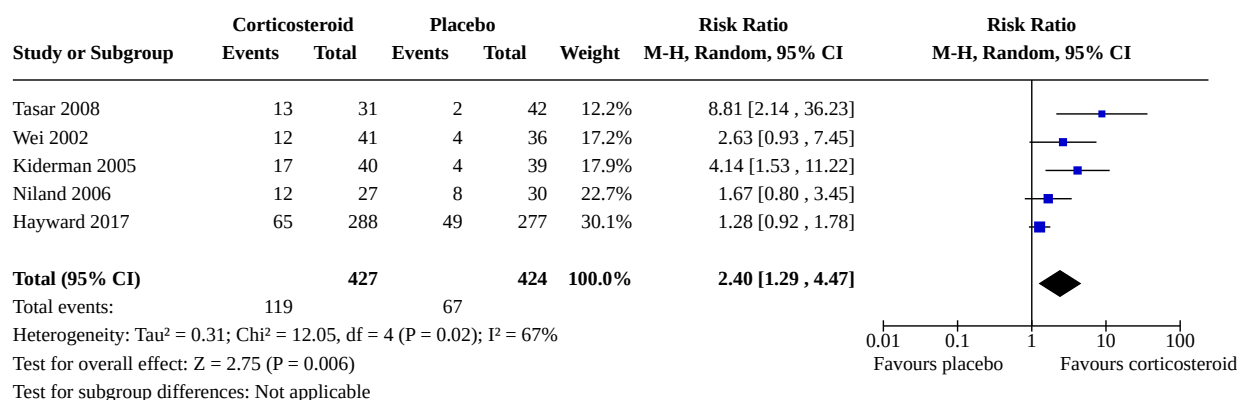 Corticosteroid Placebo Risk Ratio Risk Ratio
Study or Subgroup Events Total Events Total Weight M-H, Random, 95% CI M-H, Random, 95% CI
Tasar 2008 13 31 2 42 12.2% 8.81 [2.14 , 36.23]
Wei 2002 12 41 4 36 17.2% 2.63 [0.93 , 7.45]
Kiderman 2005 17 40 4 39 17.9% 4.14 [1.53 , 11.22]
Niland 2006 12 27 8 30 22.7% 1.67 [0.80 , 3.45]
Hayward 2017 65 288 49 277 30.1% 1.28 [0.92 , 1.78]
Total (95% CI) 427 424 100.0% 2.40 [1.29 , 4.47]
Total events: 119 67
Heterogeneity: Tau² = 0.31; Chi² = 12.05, df = 4 (P = 0.02); I² = 67%
0.01 0.1 1 10 100
Test for overall effect: Z = 2.75 (P = 0.006) Favours placebo Favours corticosteroid
Test for subgroup differences: Not applicable